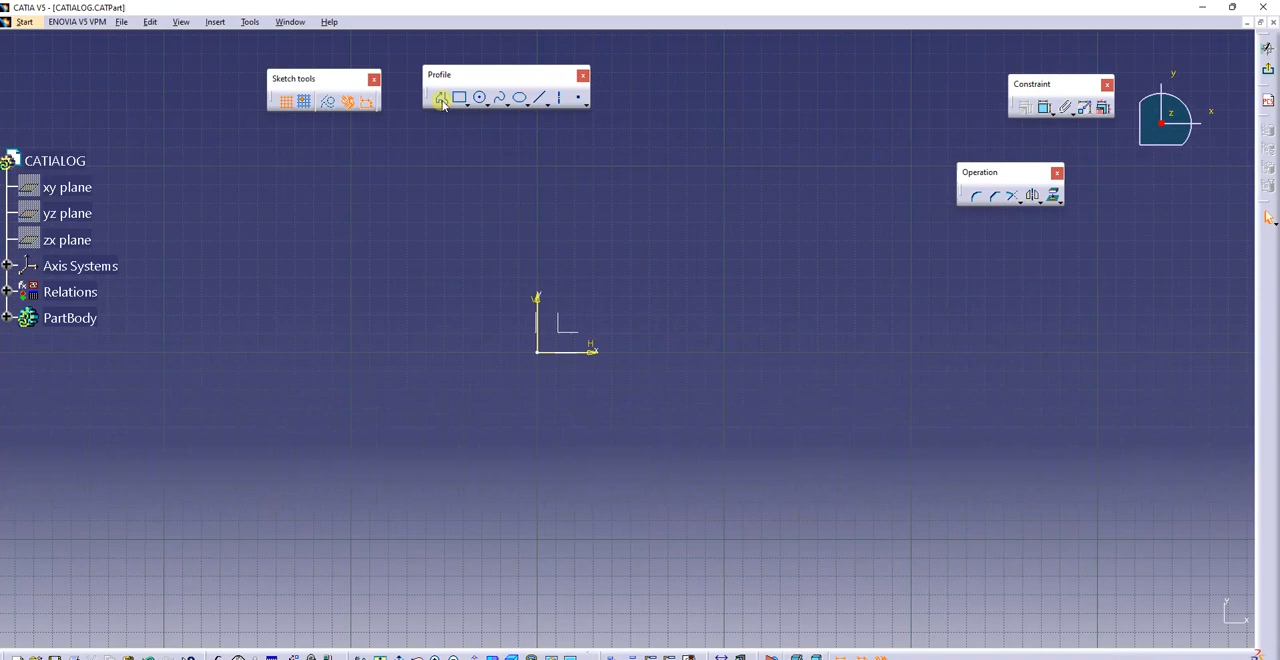 CATIA V5 - [CATIALOG.CATPart]
Start ENOVIA V5 VPM File Edit View Insert Tools Window Help
Sketch tools
Profile
Constraint
Operation
CATIALOG
xy plane
yz plane
zx plane
Axis Systems
Relations
PartBody
y
x
z
V
H
x
y
x